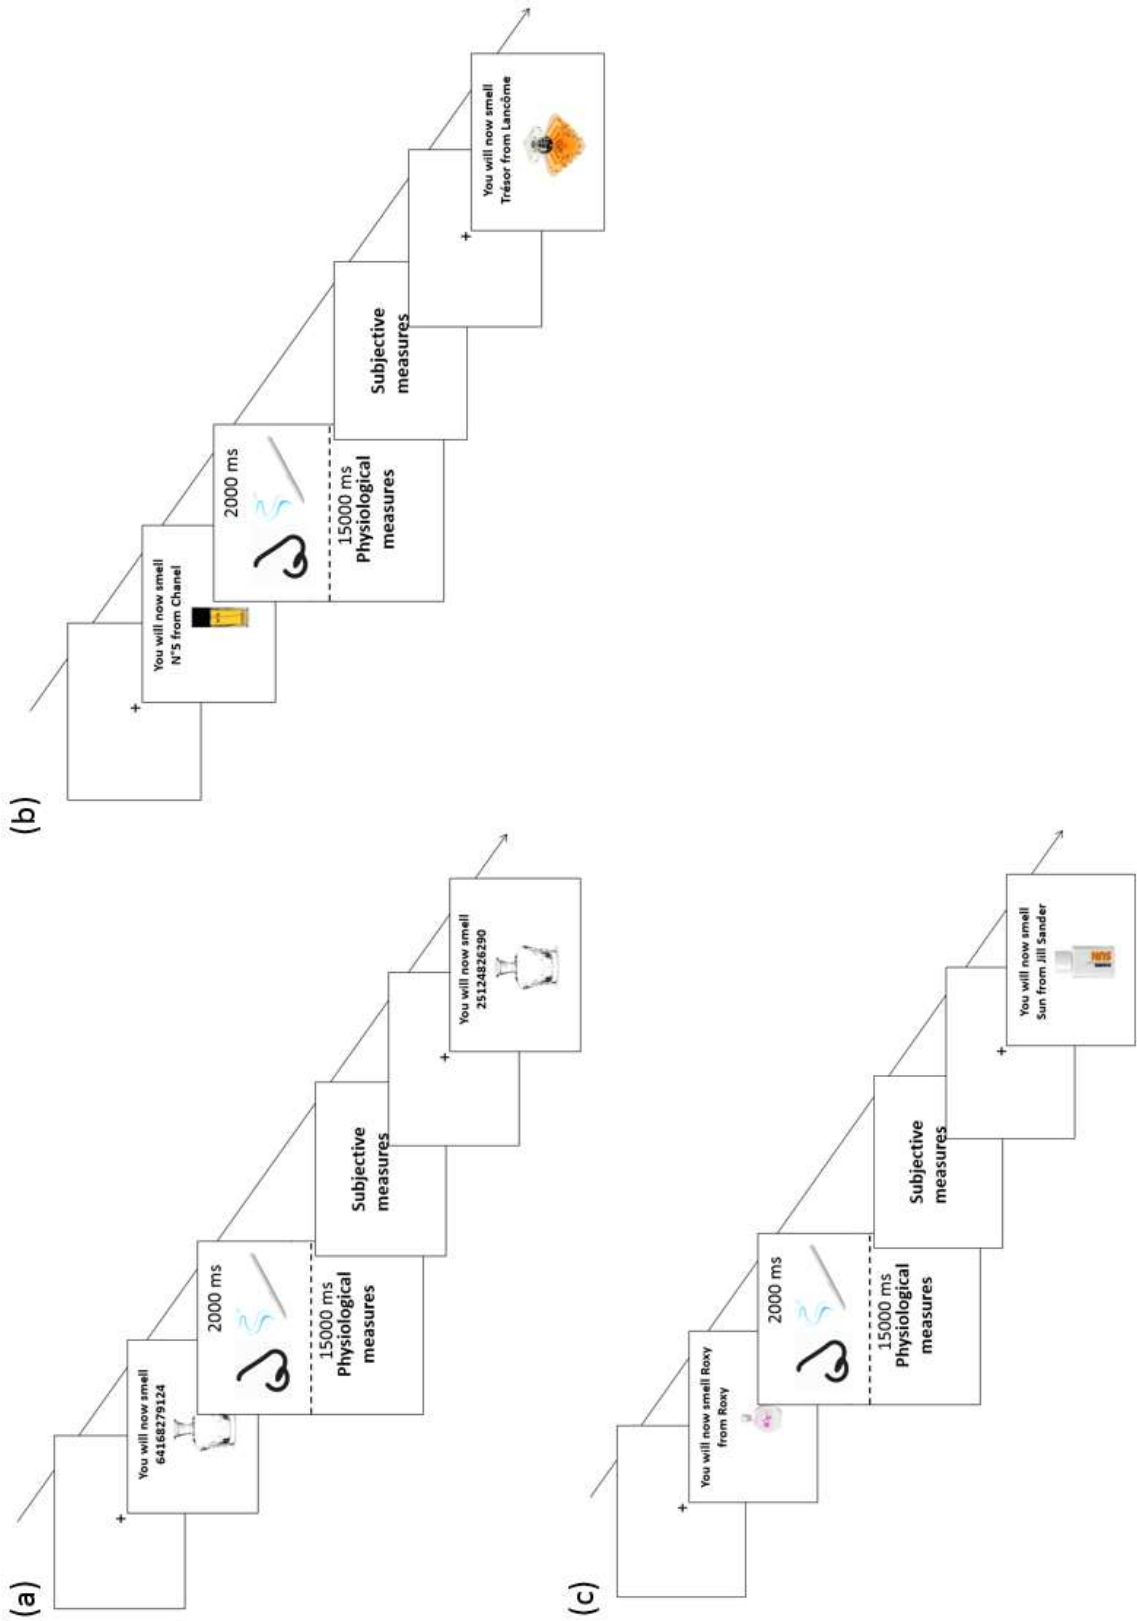 (a)
+
You will now smell
64168279124
2000 ms
15000 ms
Physiological
measures
Subjective
measures
+
You will now smell
25124826290
(b)
+
You will now smell
N°5 from Chanel
2000 ms
15000 ms
Physiological
measures
Subjective
measures
+
You will now smell
Trésor from Lancôme
(c)
+
You will now smell Roxy
from Roxy
2000 ms
15000 ms
Physiological
measures
Subjective
measures
+
You will now smell
Sun from Jill Sander
SUN